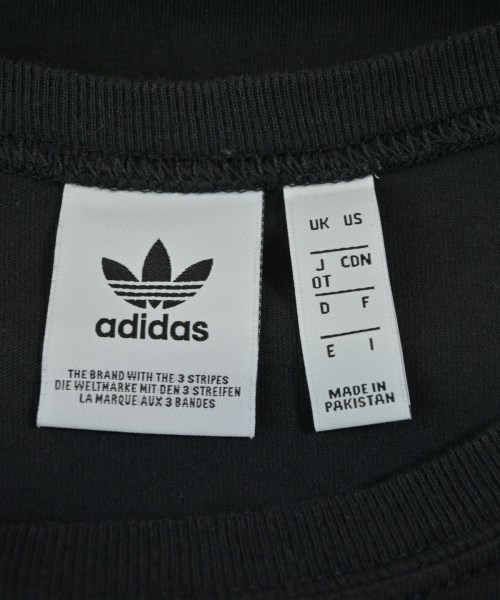 adidas
THE BRAND WITH THE 3 STRIPES
DIE WELTMARKE MIT DEN 3 STREIFEN
LA MARQUE AUX 3 BANDES
UK US
J CDN
OT
D F
E I
MADE IN
PAKISTAN